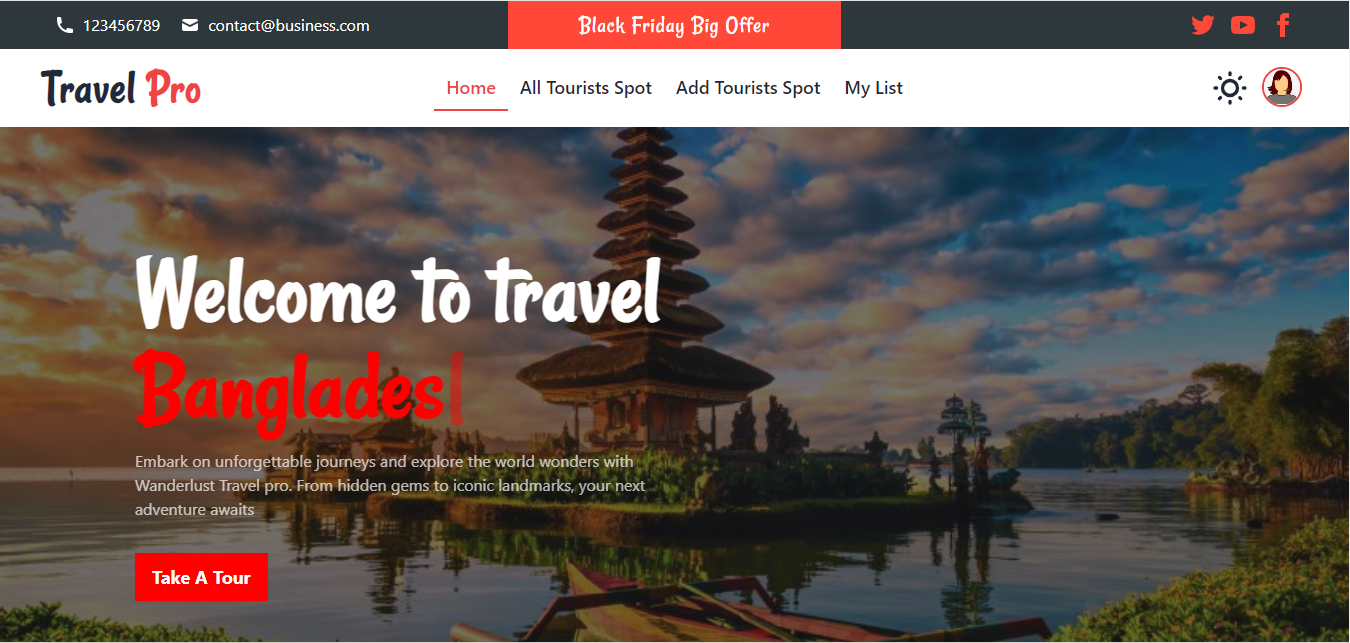 123456789 contact@business.com Black Friday Big Offer
Travel Pro Home All Tourists Spot Add Tourists Spot My List
Welcome to travel
Banglades
Embark on unforgettable journeys and explore the world wonders with
Wanderlust Travel pro. From hidden gems to iconic landmarks, your next
adventure awaits
Take A Tour